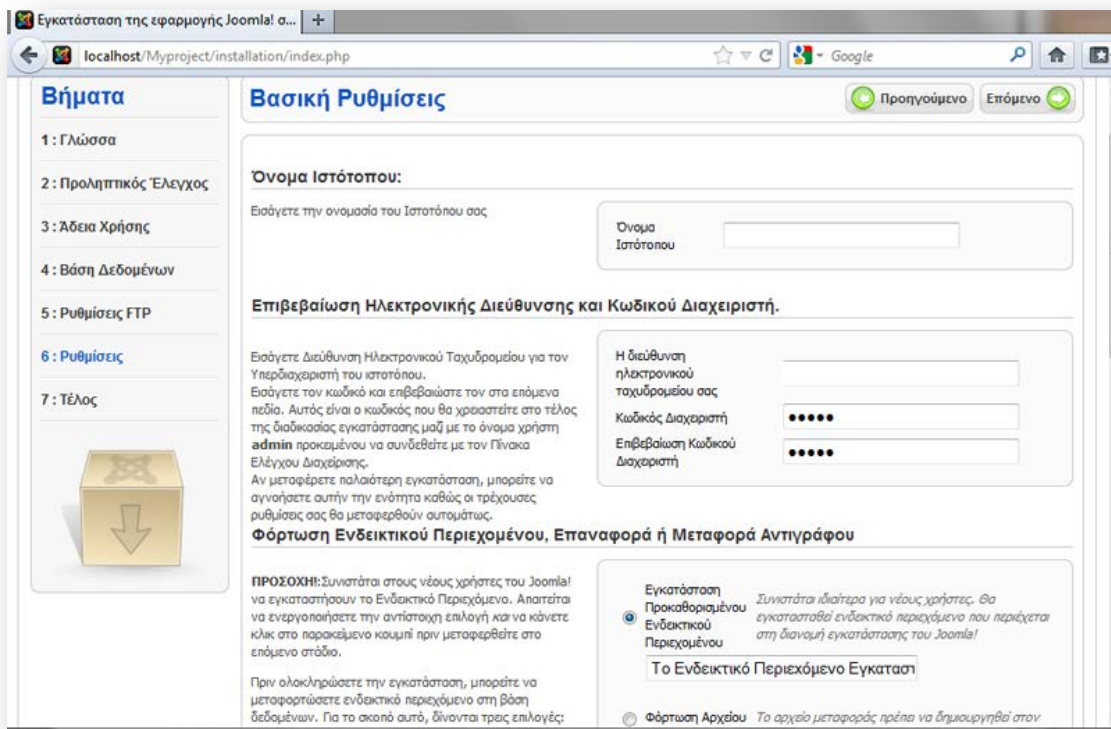 Εγκατάσταση της εφαρμογής Joomla! σ...
localhost/Myproject/installation/index.php
Google
Βήματα
1 : Γλώσσα
2 : Προληπτικός Έλεγχος
3 : Άδεια Χρήσης
4 : Βάση Δεδομένων
5 : Ρυθμίσεις FTP
6 : Ρυθμίσεις
7 : Τέλος
Βασική Ρυθμίσεις
Προηγούμενο
Επόμενο
Όνομα Ιστότοπου:
Εισάγετε την ονομασία του Ιστοτόπου σας
Όνομα
Ιστότοπου
Επιβεβαίωση Ηλεκτρονικής Διεύθυνσης και Κωδικού Διαχειριστή.
Εισάγετε Διεύθυνση Ηλεκτρονικού Ταχυδρομείου για τον
Υπερδιαχειριστή του ιστοτόπου.
Εισάγετε τον κωδικό και επιβεβαιώστε τον στα επόμενα
πεδία. Αυτός είναι ο κωδικός που θα χρειαστείτε στο τέλος
της διαδικασίας εγκατάστασης μαζί με το όνομα χρήστη
admin προκειμένου να συνδεθείτε με τον Πίνακα
Ελέγχου Διαχείρισης.
Αν μεταφέρετε παλαιότερη εγκατάσταση, μπορείτε να
αγνοήσετε αυτήν την ενότητα καθώς οι τρέχουσες
ρυθμίσεις σας θα μεταφερθούν αυτομάτως.
Η διεύθυνση
ηλεκτρονικού
ταχυδρομείου σας
Κωδικός Διαχειριστή
•••••
Επιβεβαίωση Κωδικού
Διαχειριστή
•••••
Φόρτωση Ενδεικτικού Περιεχομένου, Επαναφορά ή Μεταφορά Αντιγράφου
ΠΡΟΣΟΧΗ!:Συνιστάται στους νέους χρήστες του Joomla!
να εγκαταστήσουν το Ενδεικτικό Περιεχόμενο. Απαιτείται
να ενεργοποιήσετε την αντίστοιχη επιλογή και να κάνετε
κλικ στο παρακείμενο κουμπί πριν μεταφερθείτε στο
επόμενο στάδιο.
Πριν ολοκληρώσετε την εγκατάσταση, μπορείτε να
μεταφορτώσετε ενδεικτικό περιεχόμενο στη βάση
δεδομένων. Για το σκοπό αυτό, δίνονται τρεις επιλογές:
Εγκατάσταση
Προκαθορισμένου
Ενδεικτικού
Περιεχομένου
Συνιστάται ιδιαίτερα για νέους χρήστες. Θα
εγκατασταθεί ενδεικτικό περιεχόμενο που περιέχεται
στη διανομή εγκατάστασης του Joomla!
Το Ενδεικτικό Περιεχόμενο Εγκατασ
Φόρτωση Αρχείου Το αρχείο μεταφοράς πρέπει να δημιουργηθεί στον